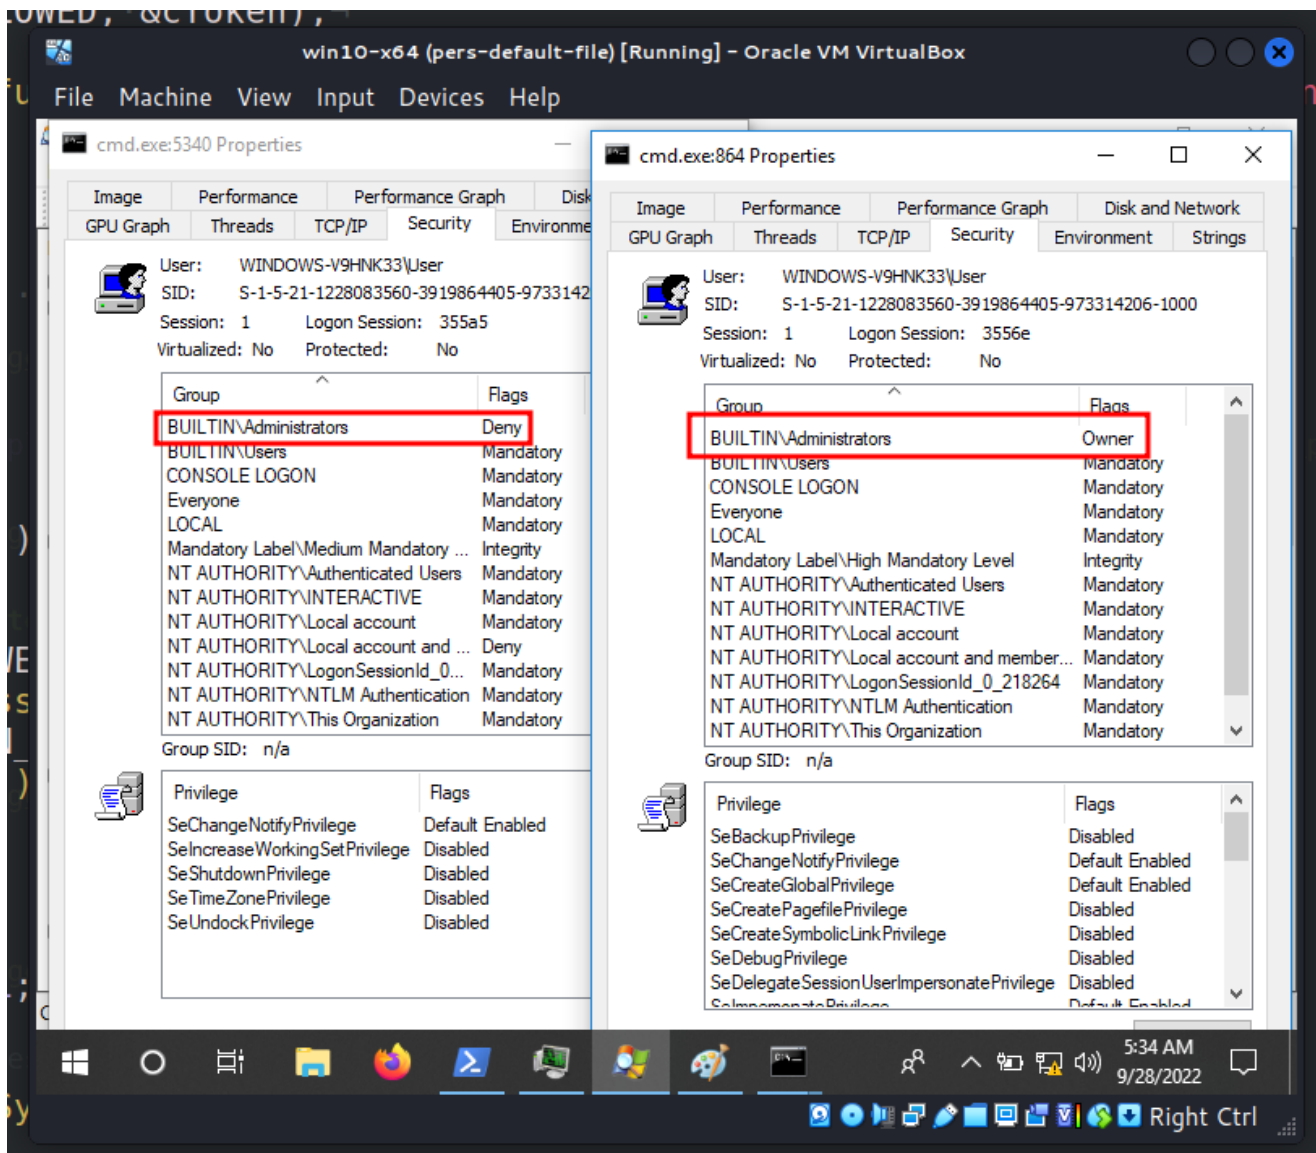 LOWED, &cToken),
win10-x64 (pers-default-file) [Running] - Oracle VM VirtualBox
File Machine View Input Devices Help
cmd.exe:5340 Properties
Image Performance Performance Graph Disk
GPU Graph Threads TCP/IP Security Environme
User: WINDOWS-V9HNK33\User
SID: S-1-5-21-1228083560-3919864405-9733142
Session: 1 Logon Session: 355a5
Virtualized: No Protected: No
Group Flags
BUILTIN\Administrators Deny
BUILTIN\Users Mandatory
CONSOLE LOGON Mandatory
Everyone Mandatory
LOCAL Mandatory
Mandatory Label\Medium Mandatory ... Integrity
NT AUTHORITY\Authenticated Users Mandatory
NT AUTHORITY\INTERACTIVE Mandatory
NT AUTHORITY\Local account Mandatory
NT AUTHORITY\Local account and ... Deny
NT AUTHORITY\LogonSessionId_0... Mandatory
NT AUTHORITY\NTLM Authentication Mandatory
NT AUTHORITY\This Organization Mandatory
Group SID: n/a
Privilege Flags
SeChangeNotifyPrivilege Default Enabled
SeIncreaseWorkingSetPrivilege Disabled
SeShutdownPrivilege Disabled
SeTimeZonePrivilege Disabled
SeUndockPrivilege Disabled
cmd.exe:864 Properties
Image Performance Performance Graph Disk and Network
GPU Graph Threads TCP/IP Security Environment Strings
User: WINDOWS-V9HNK33\User
SID: S-1-5-21-1228083560-3919864405-973314206-1000
Session: 1 Logon Session: 3556e
Virtualized: No Protected: No
Group Flags
BUILTIN\Administrators Owner
BUILTIN\Users Mandatory
CONSOLE LOGON Mandatory
Everyone Mandatory
LOCAL Mandatory
Mandatory Label\High Mandatory Level Integrity
NT AUTHORITY\Authenticated Users Mandatory
NT AUTHORITY\INTERACTIVE Mandatory
NT AUTHORITY\Local account Mandatory
NT AUTHORITY\Local account and member... Mandatory
NT AUTHORITY\LogonSessionId_0_218264 Mandatory
NT AUTHORITY\NTLM Authentication Mandatory
NT AUTHORITY\This Organization Mandatory
Group SID: n/a
Privilege Flags
SeBackupPrivilege Disabled
SeChangeNotifyPrivilege Default Enabled
SeCreateGlobalPrivilege Default Enabled
SeCreatePagefilePrivilege Disabled
SeCreateSymbolicLinkPrivilege Disabled
SeDebugPrivilege Disabled
SeDelegateSessionUserImpersonatePrivilege Disabled
SeImpersonatePrivilege Default Enabled
5:34 AM
9/28/2022
Right Ctrl